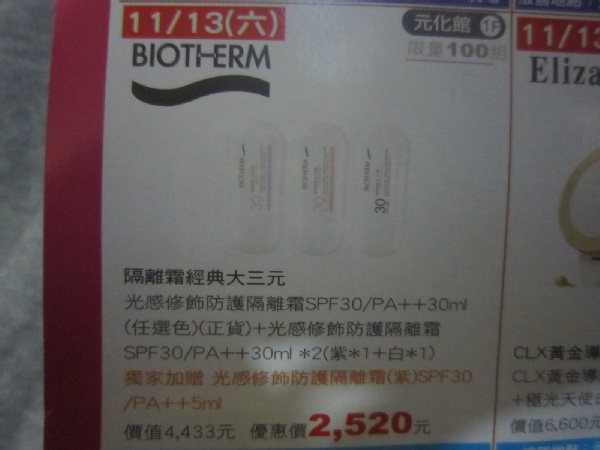 11/13(六)
元化館 1F
限量100組
BIOTHERM
BIOTHERM
30
BIOTHERM
30
BIOTHERM
30
隔離霜經典大三元
光感修飾防護隔離霜SPF30/PA++30ml
(任選色)(正貨)+光感修飾防護隔離霜
SPF30/PA++30ml *2(紫*1+白*1)
獨家加贈 光感修飾防護隔離霜(紫)SPF30
/PA++5ml
價值4,433元 優惠價2,520元
11/13
Eliza
CLX黃金導
CLX黃金導
+極光天使
價值6,600元